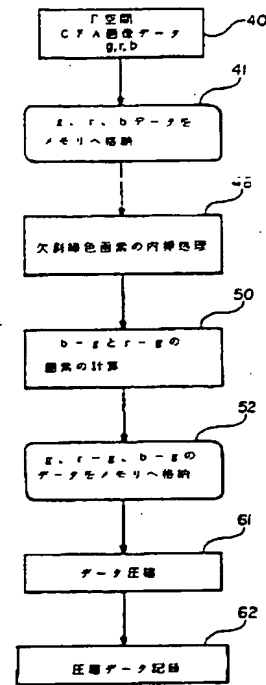 Γ空間
CFA画像データ
g,r,b
40
41
g、r、bデータを
メモリへ格納
欠斜緑色画素の内挿処理
50
b-gとr-gの
画素の計算
52
g、r-g、b-gの
データをメモリへ格納
61
データ圧縮
62
圧縮データ記録